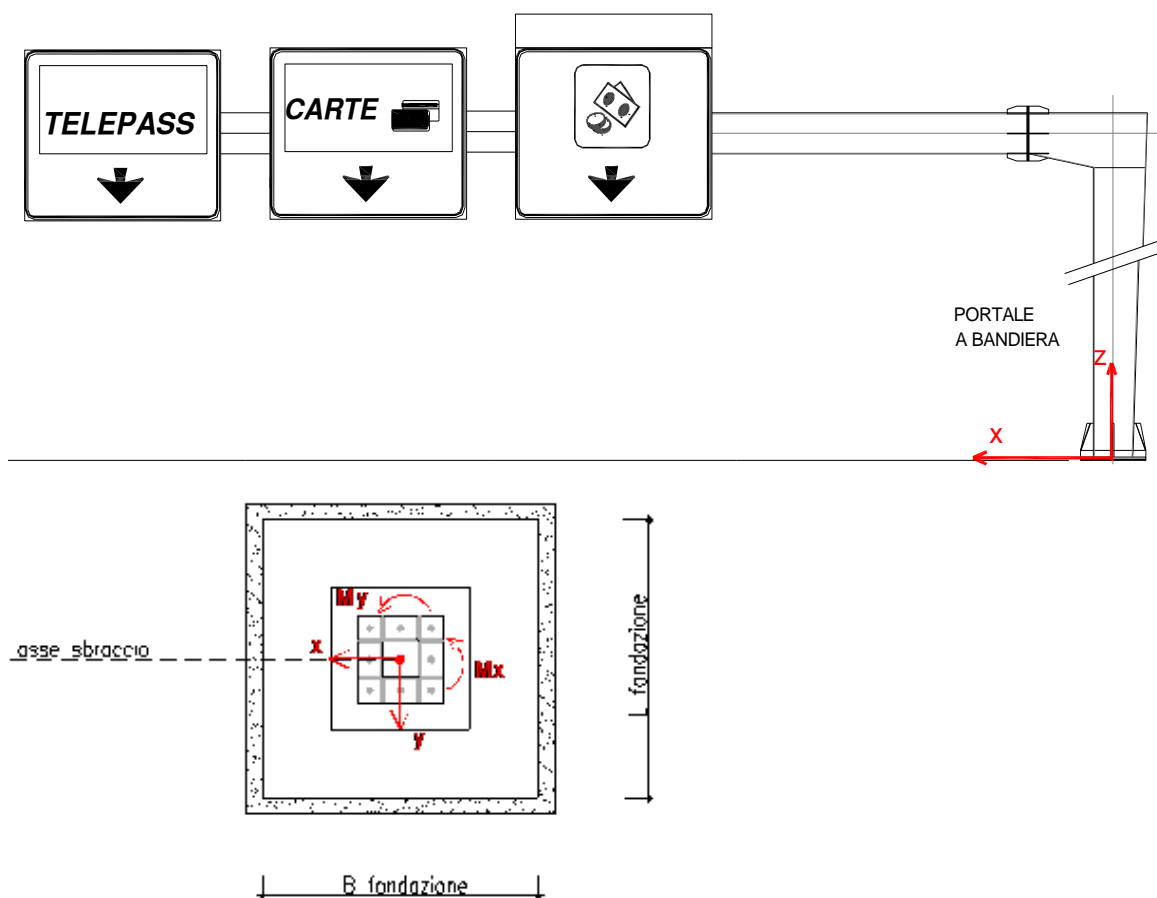 TELEPASS
CARTE
PORTALE
A BANDIERA
Z
X
My
x
asse sbraccio
Mx
y
L fondazione
B fondazione